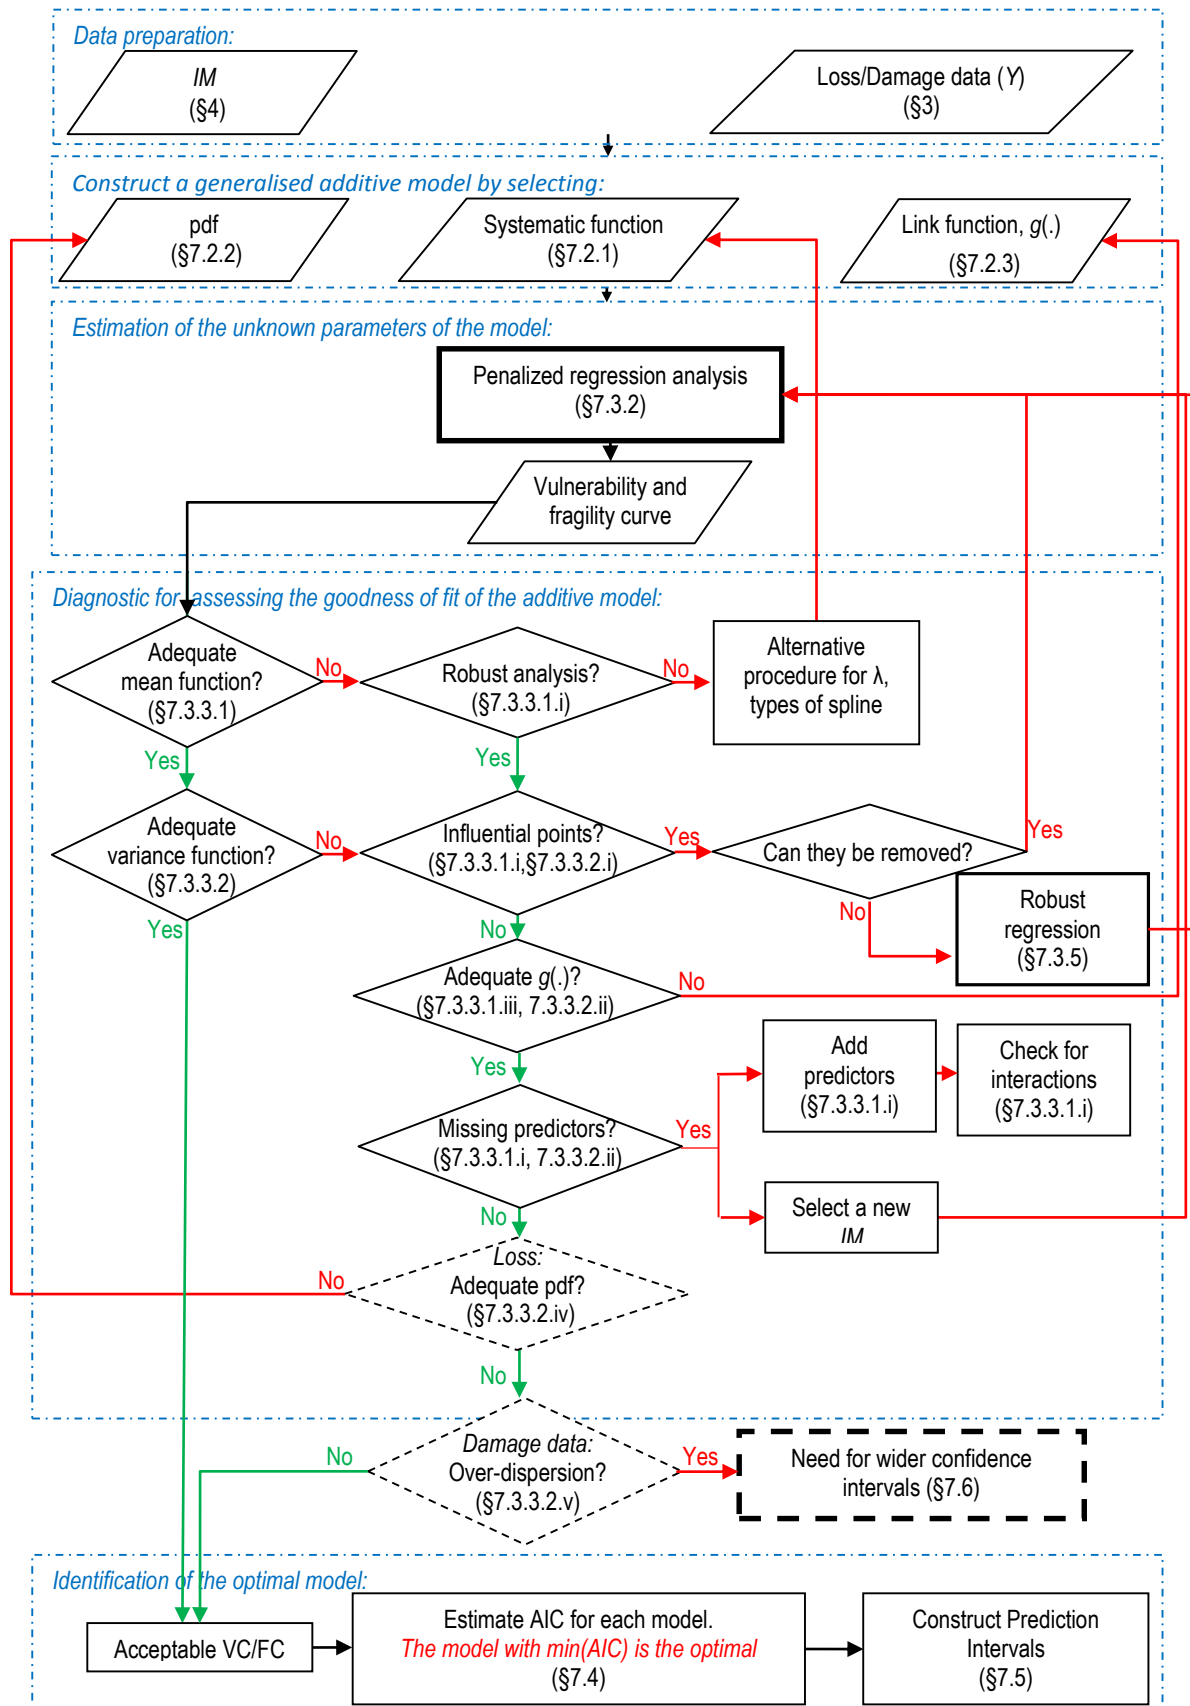 Data preparation:
IM
(§4)
Loss/Damage data (Y)
(§3)
Construct a generalised additive model by selecting:
pdf
(§7.2.2)
Systematic function
(§7.2.1)
Link function, g(.)
(§7.2.3)
Estimation of the unknown parameters of the model:
Penalized regression analysis
(§7.3.2)
Vulnerability and
fragility curve
Diagnostic for assessing the goodness of fit of the additive model:
Adequate
mean function?
(§7.3.3.1)
No
Robust analysis?
(§7.3.3.1.i)
No
Alternative
procedure for λ,
types of spline
Yes
Yes
Adequate
variance function?
(§7.3.3.2)
No
Influential points?
(§7.3.3.1.i,§7.3.3.2.i)
Yes
Can they be removed?
Yes
Yes
No
No
Robust
regression
(§7.3.5)
Adequate g(.)?
(§7.3.3.1.iii, 7.3.3.2.ii)
No
Yes
Add
predictors
(§7.3.3.1.i)
Check for
interactions
(§7.3.3.1.i)
Missing predictors?
(§7.3.3.1.i, 7.3.3.2.ii)
Yes
No
Select a new
IM
Loss:
Adequate pdf?
(§7.3.3.2.iv)
No
No
Damage data:
Over-dispersion?
(§7.3.3.2.v)
No
Yes
Need for wider confidence
intervals (§7.6)
Identification of the optimal model:
Acceptable VC/FC
Estimate AIC for each model.
The model with min(AIC) is the optimal
(§7.4)
Construct Prediction
Intervals
(§7.5)